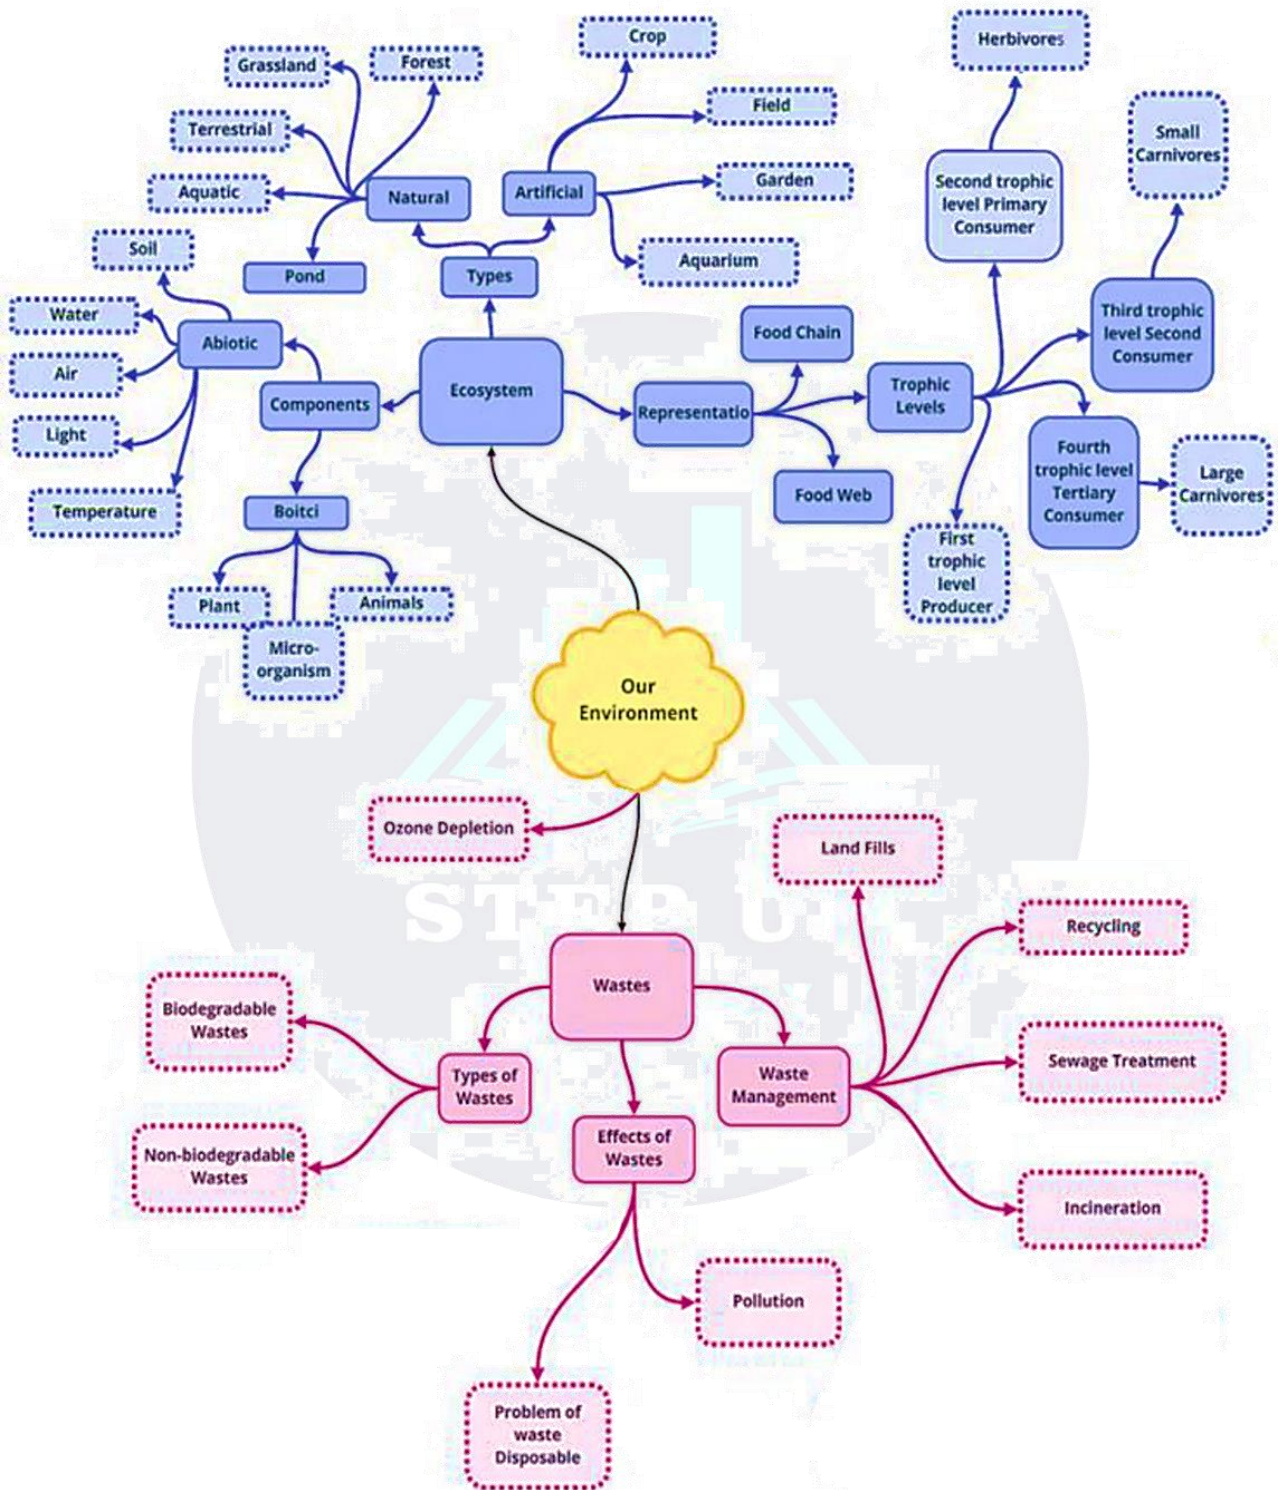 Crop
Herbivores
Grassland
Forest
Field
Small
Carnivores
Terrestrial
Aquatic
Natural
Artificial
Garden
Second trophic
level Primary
Consumer
Soil
Pond
Types
Aquarium
Water
Abiotic
Food Chain
Third trophic
level Second
Consumer
Air
Components
Ecosystem
Representatio
Trophic
Levels
Light
Temperature
Boitci
Food Web
Fourth
trophic level
Tertiary
Consumer
Large
Carnivores
First
trophic
level
Producer
Plant
Animals
Micro-
organism
Our
Environment
Ozone Depletion
Land Fills
STEP UP
Recycling
Wastes
Biodegradable
Wastes
Types of
Wastes
Waste
Management
Sewage Treatment
Non-biodegradable
Wastes
Effects of
Wastes
Incineration
Pollution
Problem of
waste
Disposable